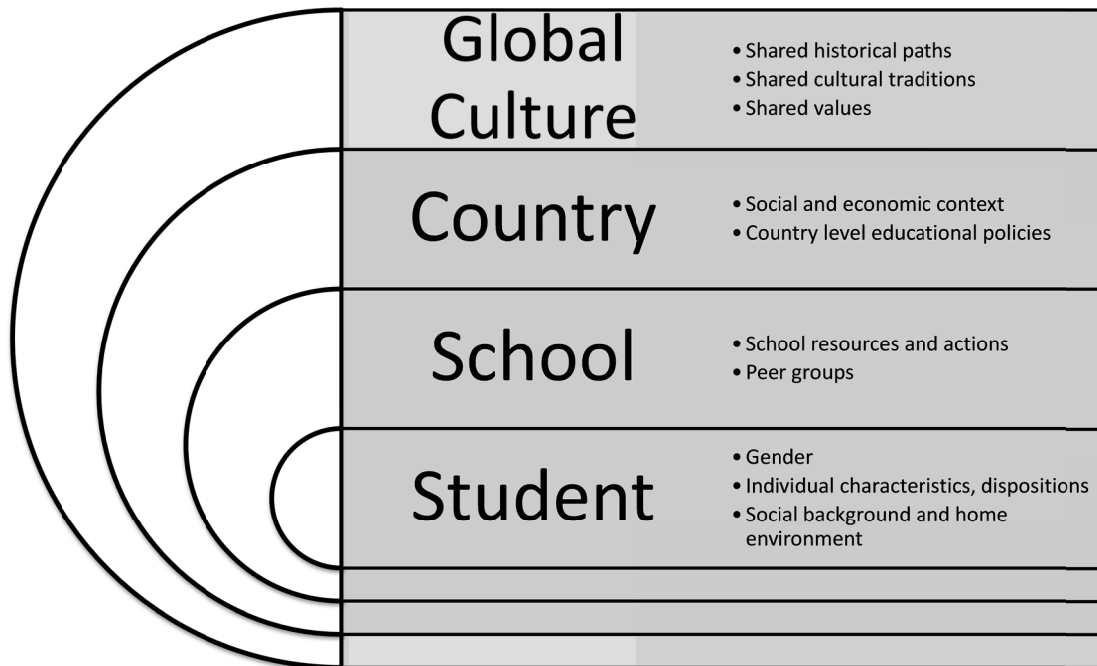 Global
Culture
• Shared historical paths
• Shared cultural traditions
• Shared values
Country
• Social and economic context
• Country level educational policies
School
• School resources and actions
• Peer groups
Student
• Gender
• Individual characteristics, dispositions
• Social background and home
environment